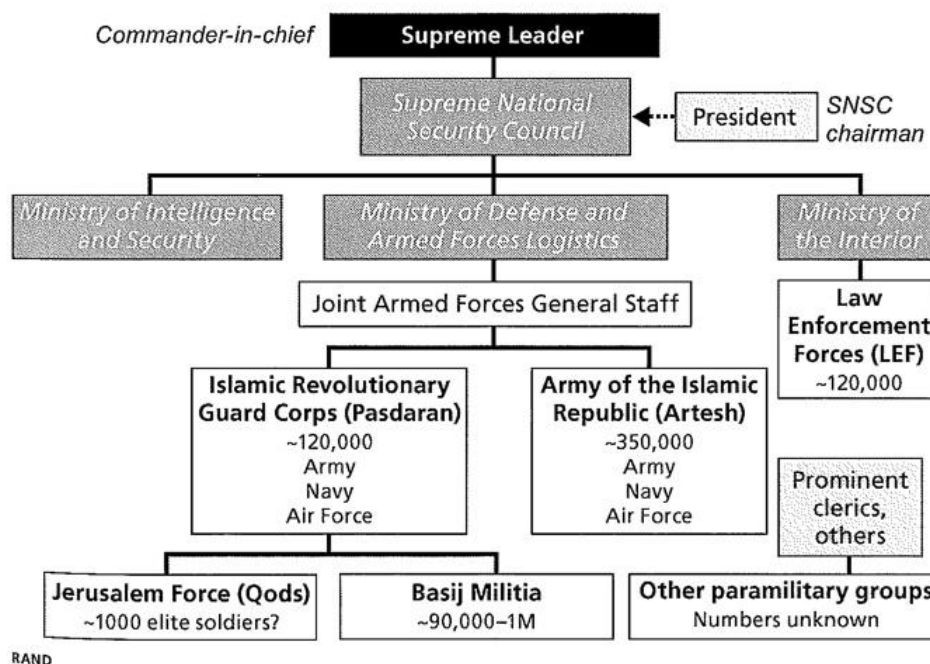 Commander-in-chief
Supreme Leader
Supreme National
Security Council
President
SNSC
chairman
Ministry of Intelligence
and Security
Ministry of Defense and
Armed Forces Logistics
Ministry of
the Interior
Joint Armed Forces General Staff
Law
Enforcement
Forces (LEF)
~120,000
Islamic Revolutionary
Guard Corps (Pasdaran)
~120,000
Army
Navy
Air Force
Army of the Islamic
Republic (Artesh)
~350,000
Army
Navy
Air Force
Prominent
clerics,
others
Jerusalem Force (Qods)
~1000 elite soldiers?
Basij Militia
~90,000–1M
Other paramilitary groups
Numbers unknown
RAND